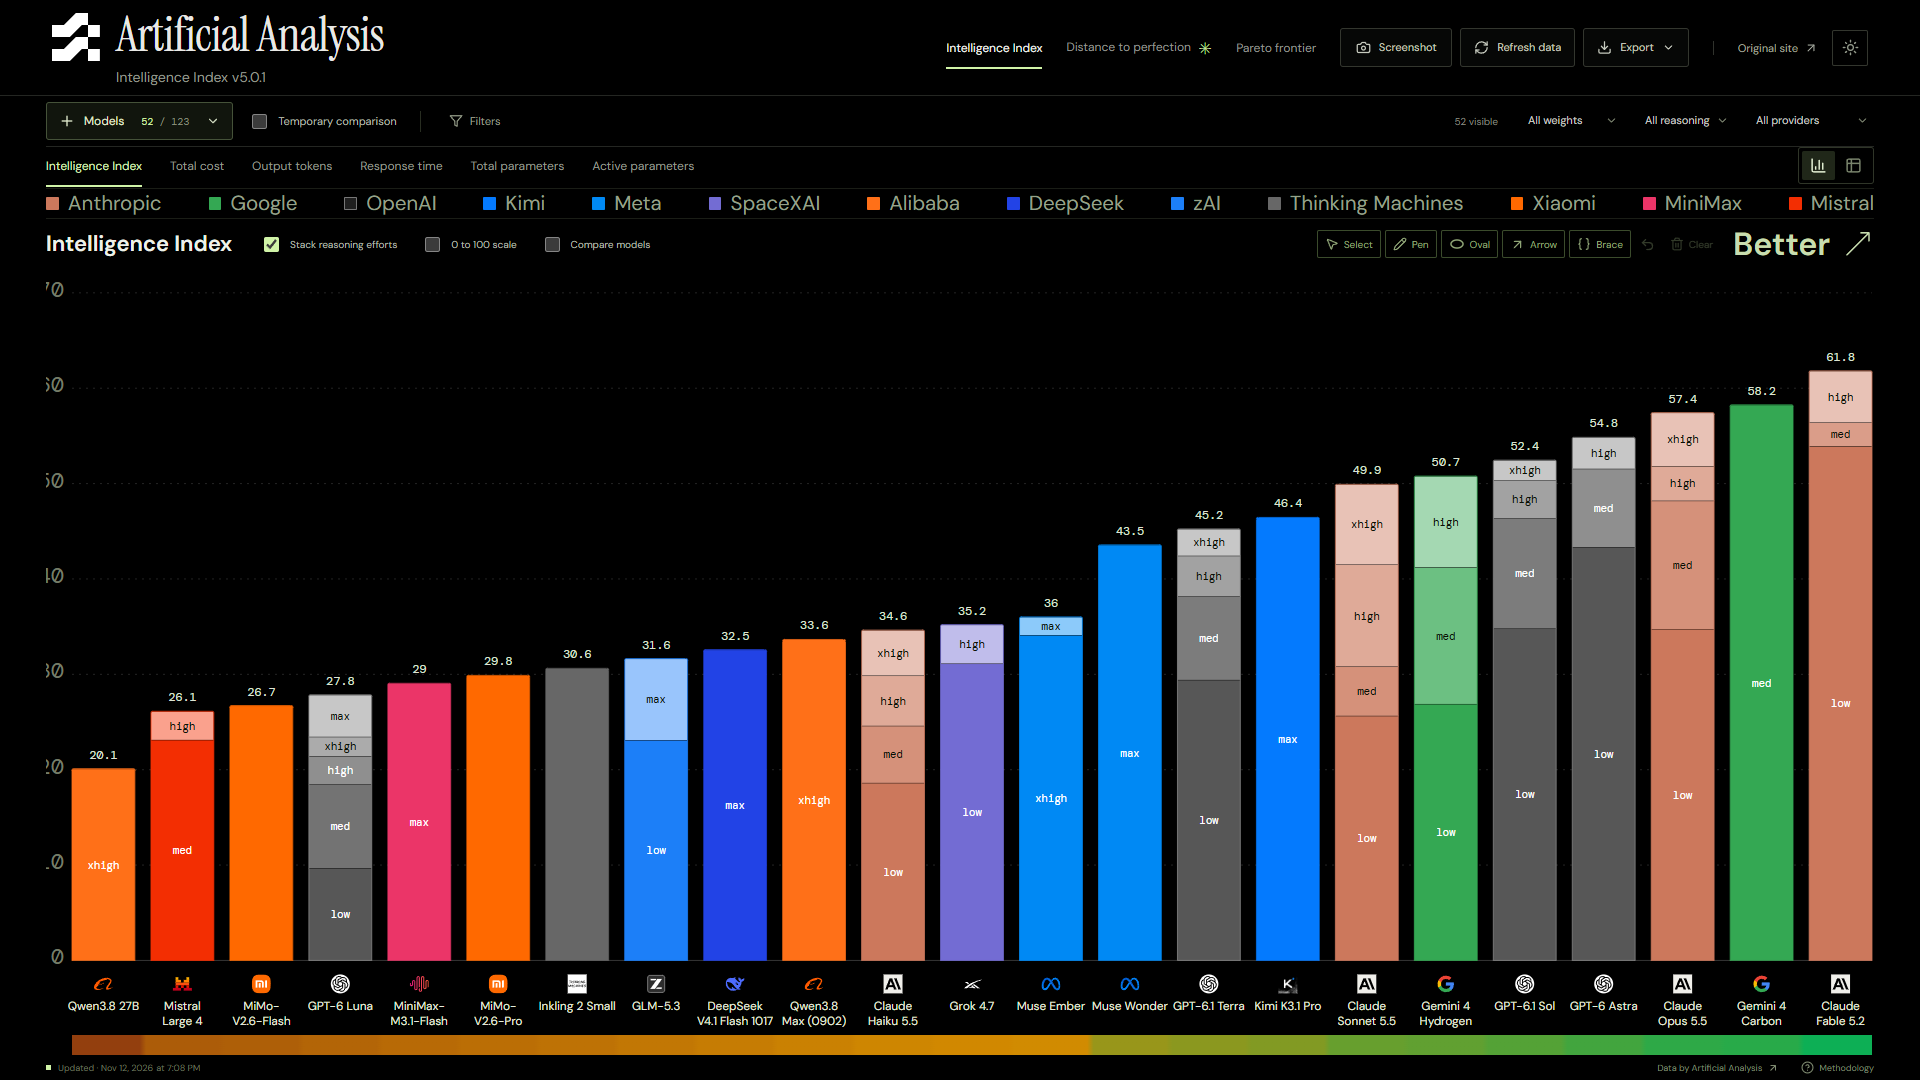 Artificial Analysis
Intelligence Index v5.0.1
Intelligence Index
Distance to perfection
Pareto frontier
Screenshot
Refresh data
Export
Original site
Models 52 / 123
Temporary comparison
Filters
52 visible
All weights
All reasoning
All providers
Intelligence Index
Total cost
Output tokens
Response time
Total parameters
Active parameters
Anthropic
Google
OpenAI
Kimi
Meta
SpaceXAI
Alibaba
DeepSeek
zAI
Thinking Machines
Xiaomi
MiniMax
Mistral
Intelligence Index
Stack reasoning efforts
0 to 100 scale
Compare models
Select
Pen
Oval
Arrow
Brace
Clear
Better
70
60
50
40
30
20
10
0
20.1
xhigh
Qwen3.8 27B
26.1
high
med
Mistral
Large 4
26.7
MiMo-
V2.6-Flash
27.8
max
xhigh
high
med
low
GPT-6 Luna
29
max
MiniMax-
M3.1-Flash
29.8
MiMo-
V2.6-Pro
30.6
THINKING MACHINES
Inkling 2 Small
31.6
max
low
GLM-5.3
32.5
max
DeepSeek
V4.1 Flash 1017
33.6
xhigh
Qwen3.8
Max (0902)
34.6
xhigh
high
med
low
Claude
Haiku 5.5
35.2
high
low
Grok 4.7
36
max
xhigh
Muse Ember
43.5
max
Muse Wonder
45.2
xhigh
high
med
low
GPT-6.1 Terra
46.4
max
Kimi K3.1 Pro
49.9
xhigh
high
med
low
Claude
Sonnet 5.5
50.7
high
med
low
Gemini 4
Hydrogen
52.4
xhigh
high
med
low
GPT-6.1 Sol
54.8
high
med
low
GPT-6 Astra
57.4
xhigh
high
med
low
Claude
Opus 5.5
58.2
med
Gemini 4
Carbon
61.8
high
med
low
Claude
Fable 5.2
Updated · Nov 12, 2026 at 7:08 PM
Data by Artificial Analysis
Methodology